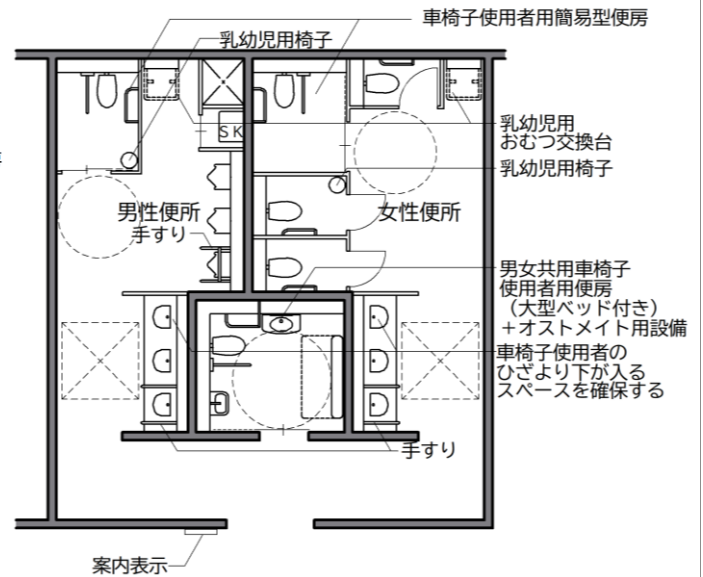 車椅子使用者用簡易型便房
乳幼児用椅子
乳幼児用
おむつ交換台
SK
乳幼児用椅子
男性便所
女性便所
手すり
男女共用車椅子
使用者用便房
（大型ベッド付き）
＋オストメイト用設備
車椅子使用者の
ひざより下が入る
スペースを確保する
手すり
案内表示